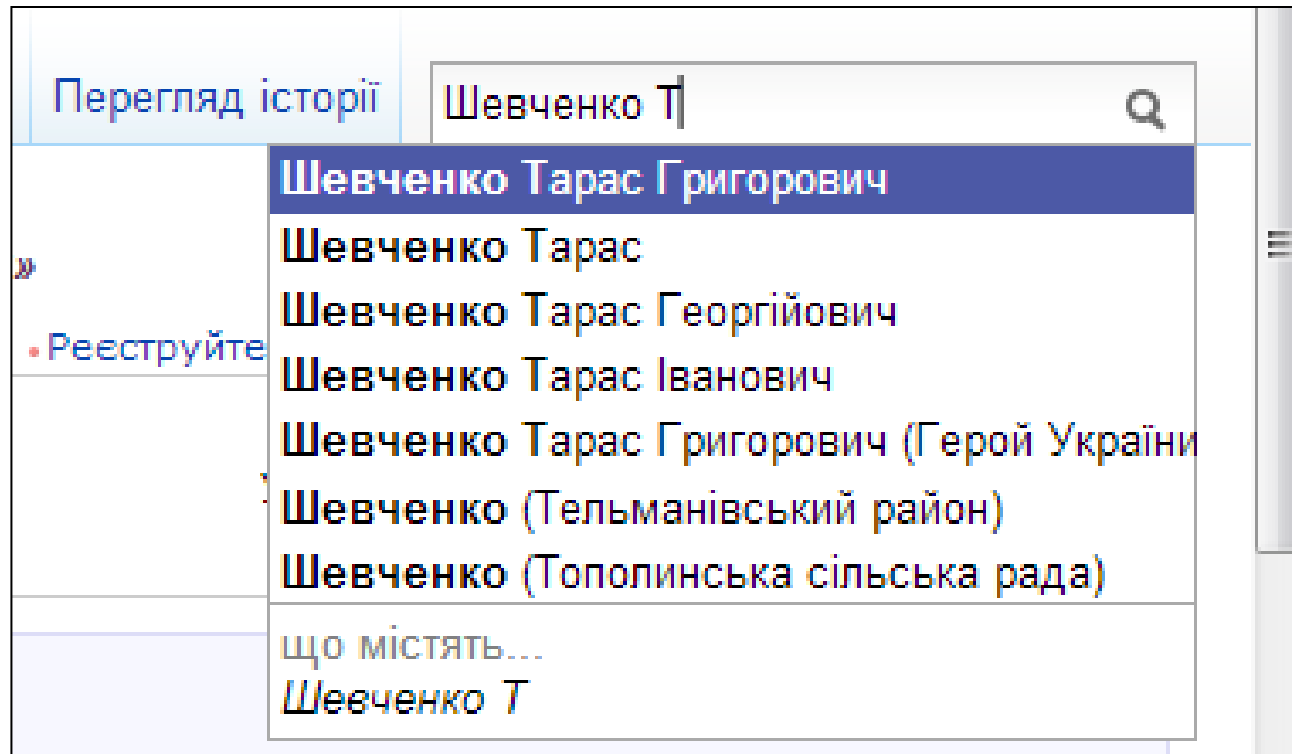 Перегляд історії
Шевченко Т
Шевченко Тарас Григорович
Шевченко Тарас
»
Шевченко Тарас Георгійович
Реєструйте
Шевченко Тарас Іванович
Шевченко Тарас Григорович (Герой України
Шевченко (Тельманівський район)
Шевченко (Тополинська сільська рада)
що містять...
Шевченко Т